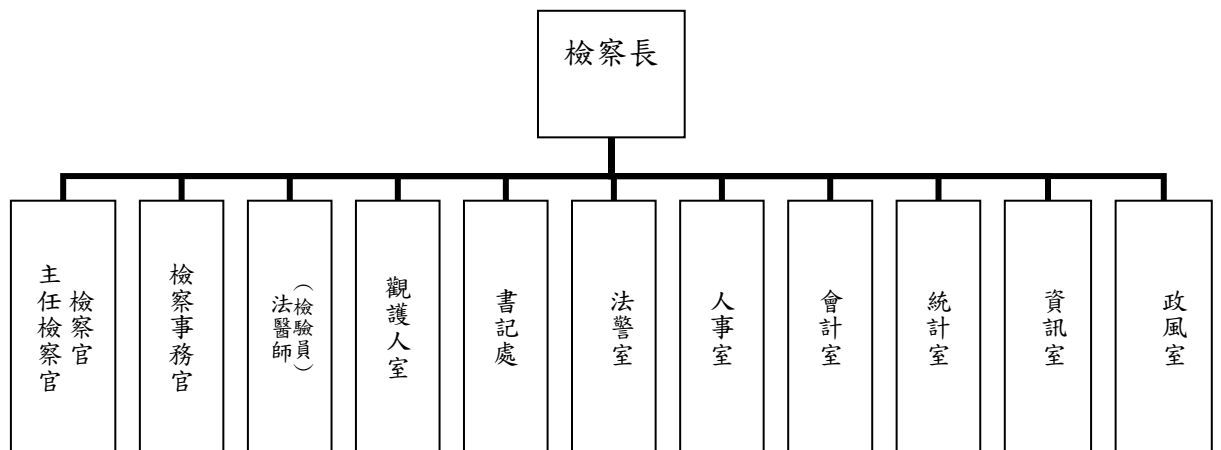 檢察長
主任檢察官
檢察官
檢察事務官
法醫師
（檢驗員）
觀護人室
書記處
法警室
人事室
會計室
統計室
資訊室
政風室